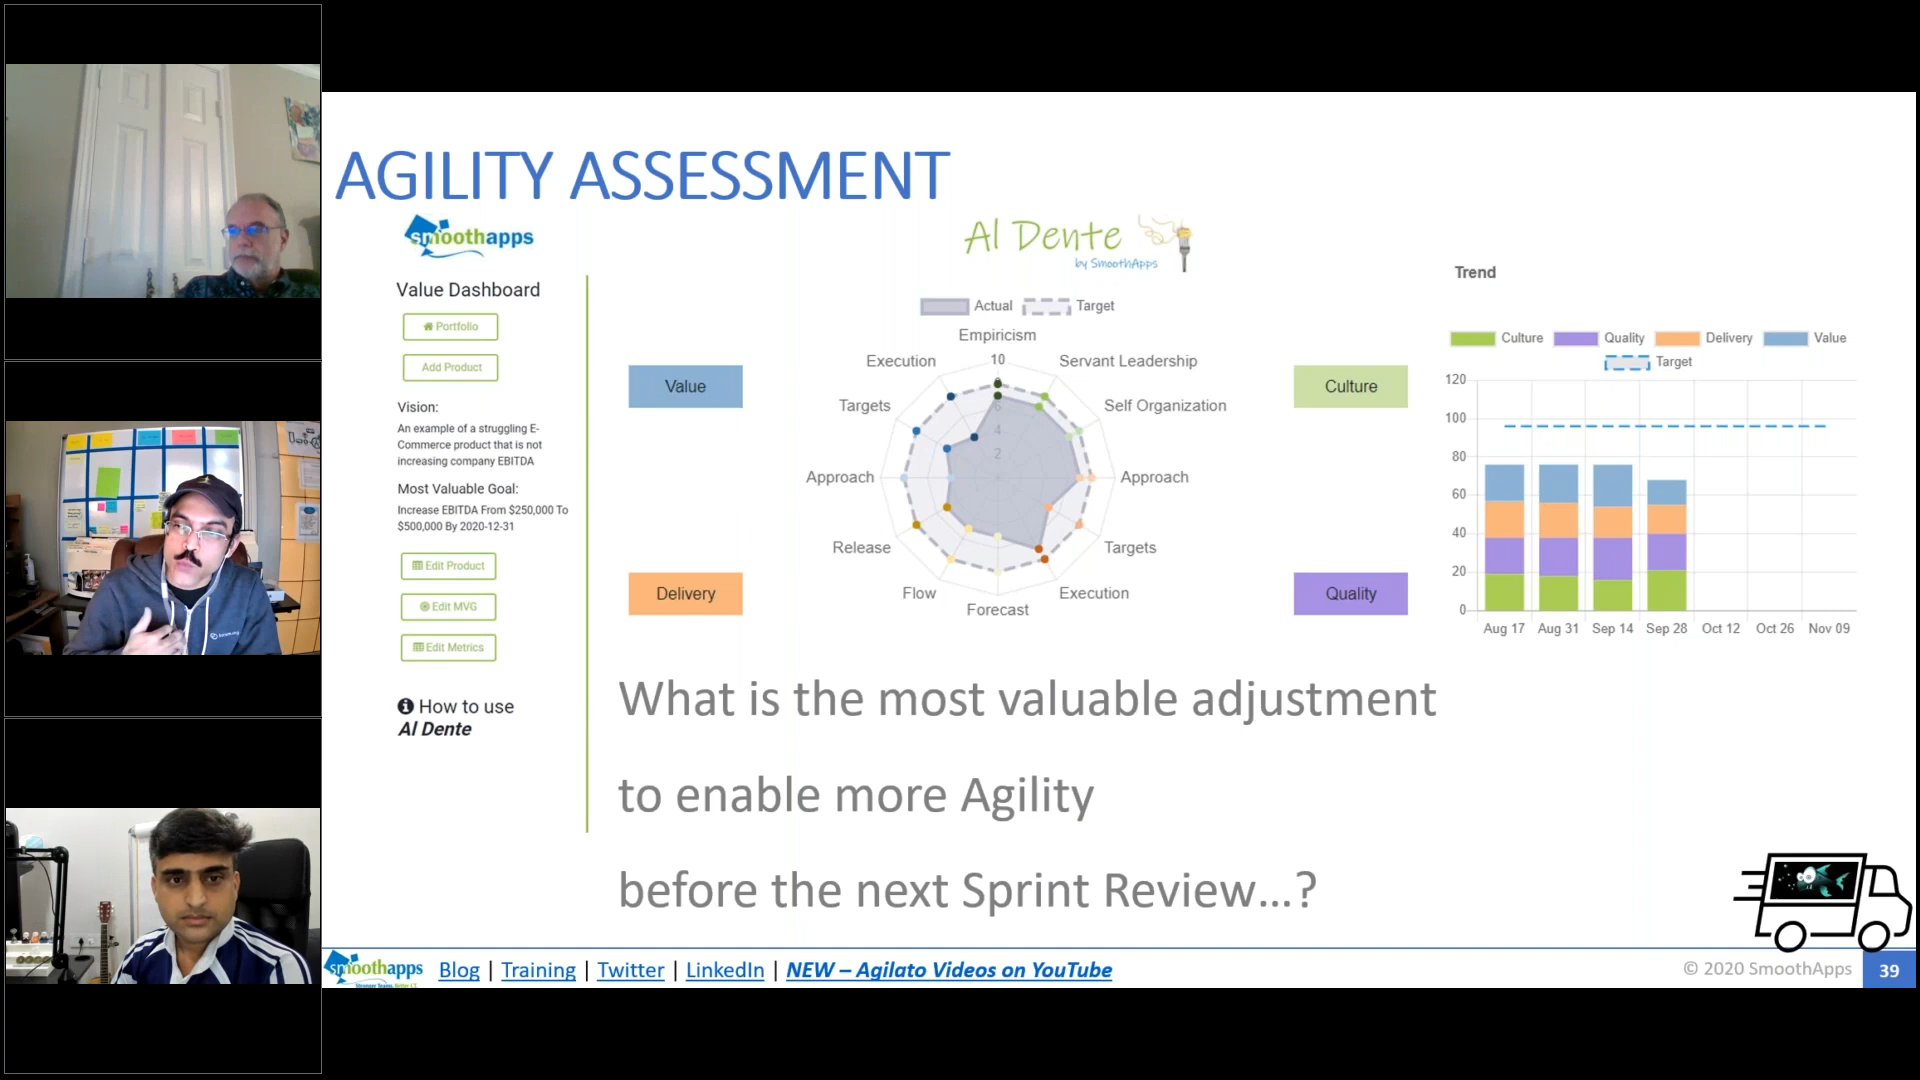 AGILITY ASSESSMENT
smoothapps
Value Dashboard
Portfolio
Add Product
Vision:
An example of a struggling E-
Commerce product that is not
increasing company EBITDA
Most Valuable Goal:
Increase EBITDA From $250,000 To
$500,000 By 2020-12-31
Edit Product
Edit MVG
Edit Metrics
How to use
Al Dente
Al Dente
by SmoothApps
Actual Target
Empiricism
Execution
Servant Leadership
Targets
Self Organization
Approach
Approach
Release
Targets
Flow
Execution
Forecast
10
6
4
2
Value
Culture
Delivery
Quality
Trend
Culture Quality Delivery Value
Target
120
100
80
60
40
20
0
Aug 17 Aug 31 Sep 14 Sep 28 Oct 12 Oct 26 Nov 09
What is the most valuable adjustment
to enable more Agility
before the next Sprint Review...?
smoothapps
Stronger Teams. Better I.T.
Blog | Training | Twitter | LinkedIn | NEW – Agilato Videos on YouTube
© 2020 SmoothApps
39